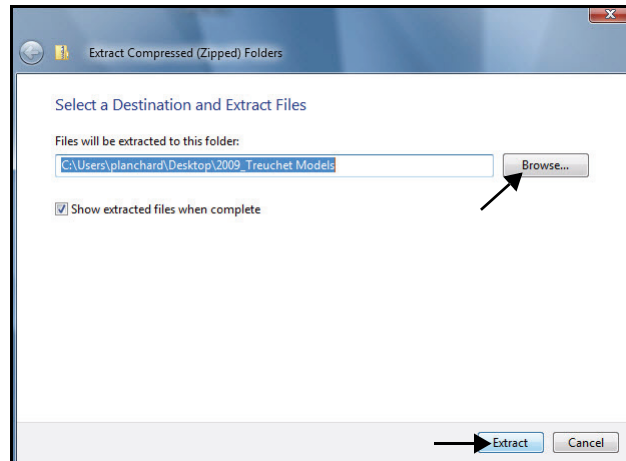 Extract Compressed (Zipped) Folders
Select a Destination and Extract Files
Files will be extracted to this folder:
C:\Users\planchard\Desktop\2009_Treuchet Models
Browse...
Show extracted files when complete
Extract
Cancel